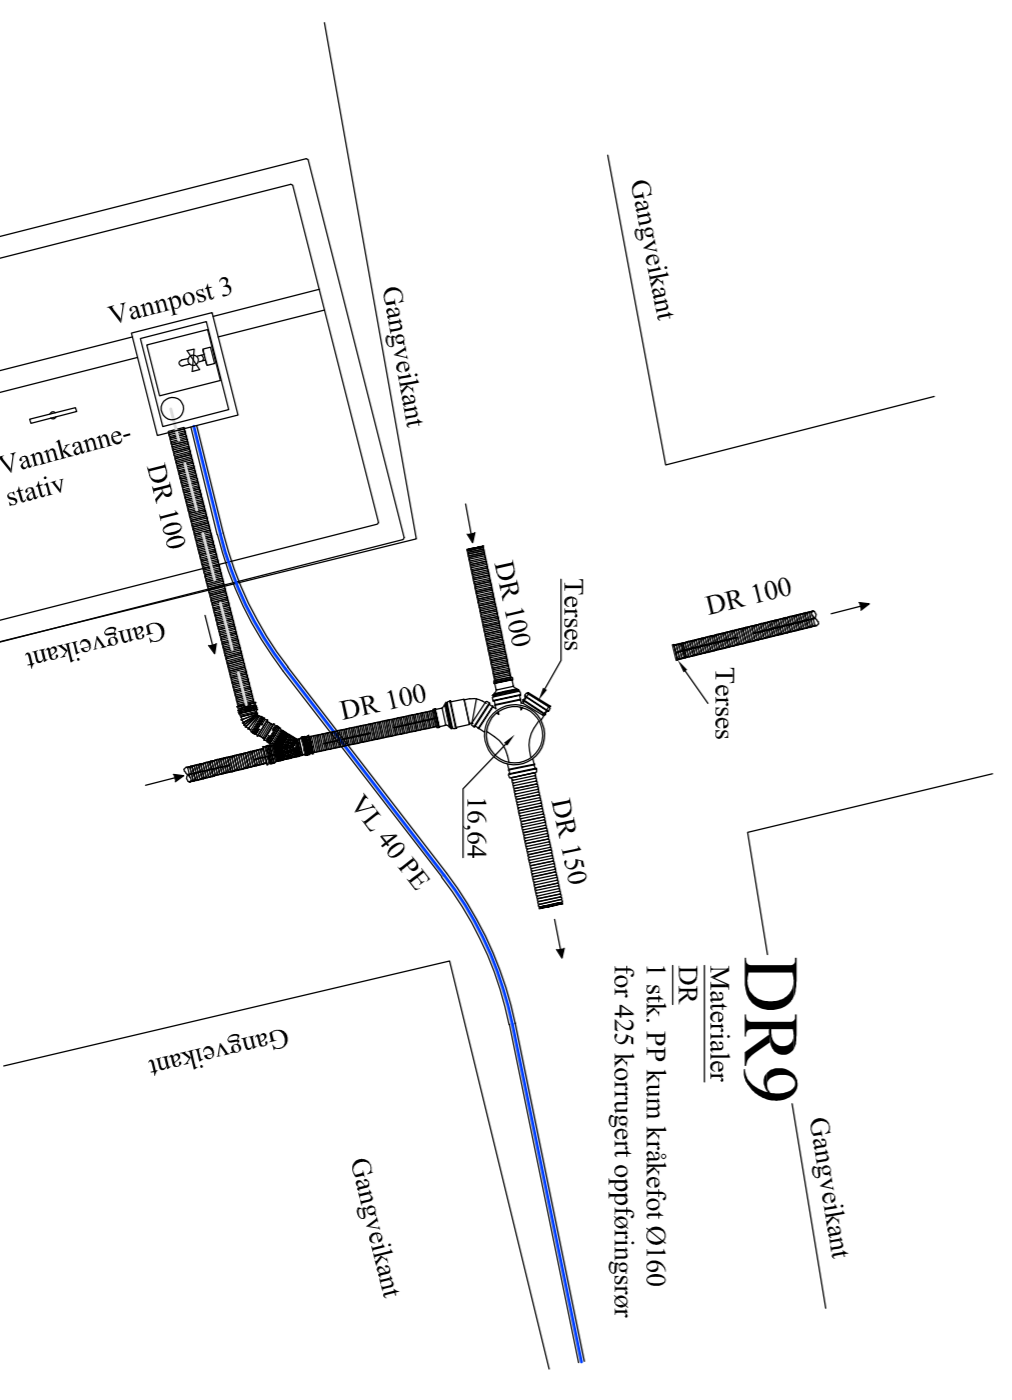 Gangveikant
Gangveikant
Vannpost 3
Vannkanne-
stativ
DR 100
Gangveikant
DR 100
Terses
DR 100
Terses
DR 100
16,64
DR 150
VL 40 PE
DR9
Materialer
DR
1 stk. PP kum kråkefot Ø160
for 425 korrugert oppføringsrør
Gangveikant
Gangveikant
Gangveikant